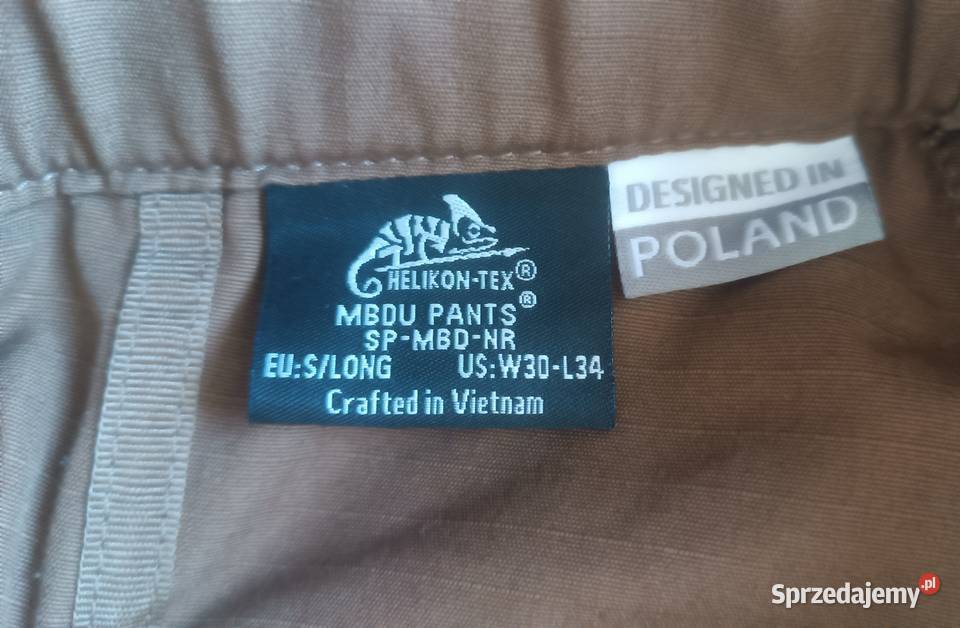 DESIGNED IN
POLAND
HELIKON-TEX®
MBDU PANTS®
SP-MBD-NR
EU:S/LONG US:W30-L34
Crafted in Vietnam
Sprzedajemy.pl